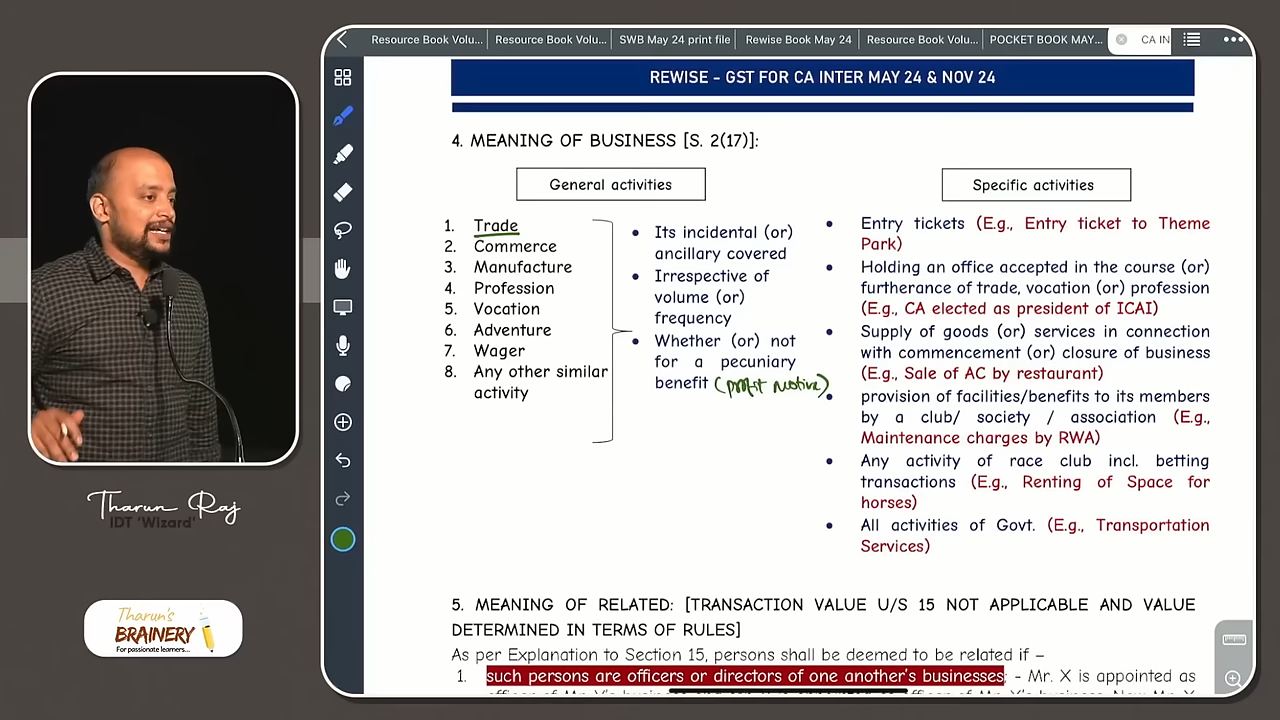 Resource Book Volu...
Resource Book Volu...
SWB May 24 print file
Rewise Book May 24
Resource Book Volu...
POCKET BOOK MAY...
CA IN
REWISE – GST FOR CA INTER MAY 24 & NOV 24
4. MEANING OF BUSINESS [S. 2(17)]:
General activities
1. Trade
2. Commerce
3. Manufacture
4. Profession
5. Vocation
6. Adventure
7. Wager
8. Any other similar
activity
• Its incidental (or)
ancillary covered
• Irrespective of
volume (or)
frequency
• Whether (or) not
for a pecuniary
benefit (profit motive)
Specific activities
• Entry tickets (E.g., Entry ticket to Theme
Park)
• Holding an office accepted in the course (or)
furtherance of trade, vocation (or) profession
(E.g., CA elected as president of ICAI)
• Supply of goods (or) services in connection
with commencement (or) closure of business
(E.g., Sale of AC by restaurant)
• provision of facilities/benefits to its members
by a club/ society / association (E.g.,
Maintenance charges by RWA)
• Any activity of race club incl. betting
transactions (E.g., Renting of Space for
horses)
• All activities of Govt. (E.g., Transportation
Services)
5. MEANING OF RELATED: [TRANSACTION VALUE U/S 15 NOT APPLICABLE AND VALUE
DETERMINED IN TERMS OF RULES]
As per Explanation to Section 15, persons shall be deemed to be related if –
1. such persons are officers or directors of one another's businesses; - Mr. X is appointed as
Tharun Raj
IDT 'Wizard'
Tharun's
BRAINERY
For passionate learners...